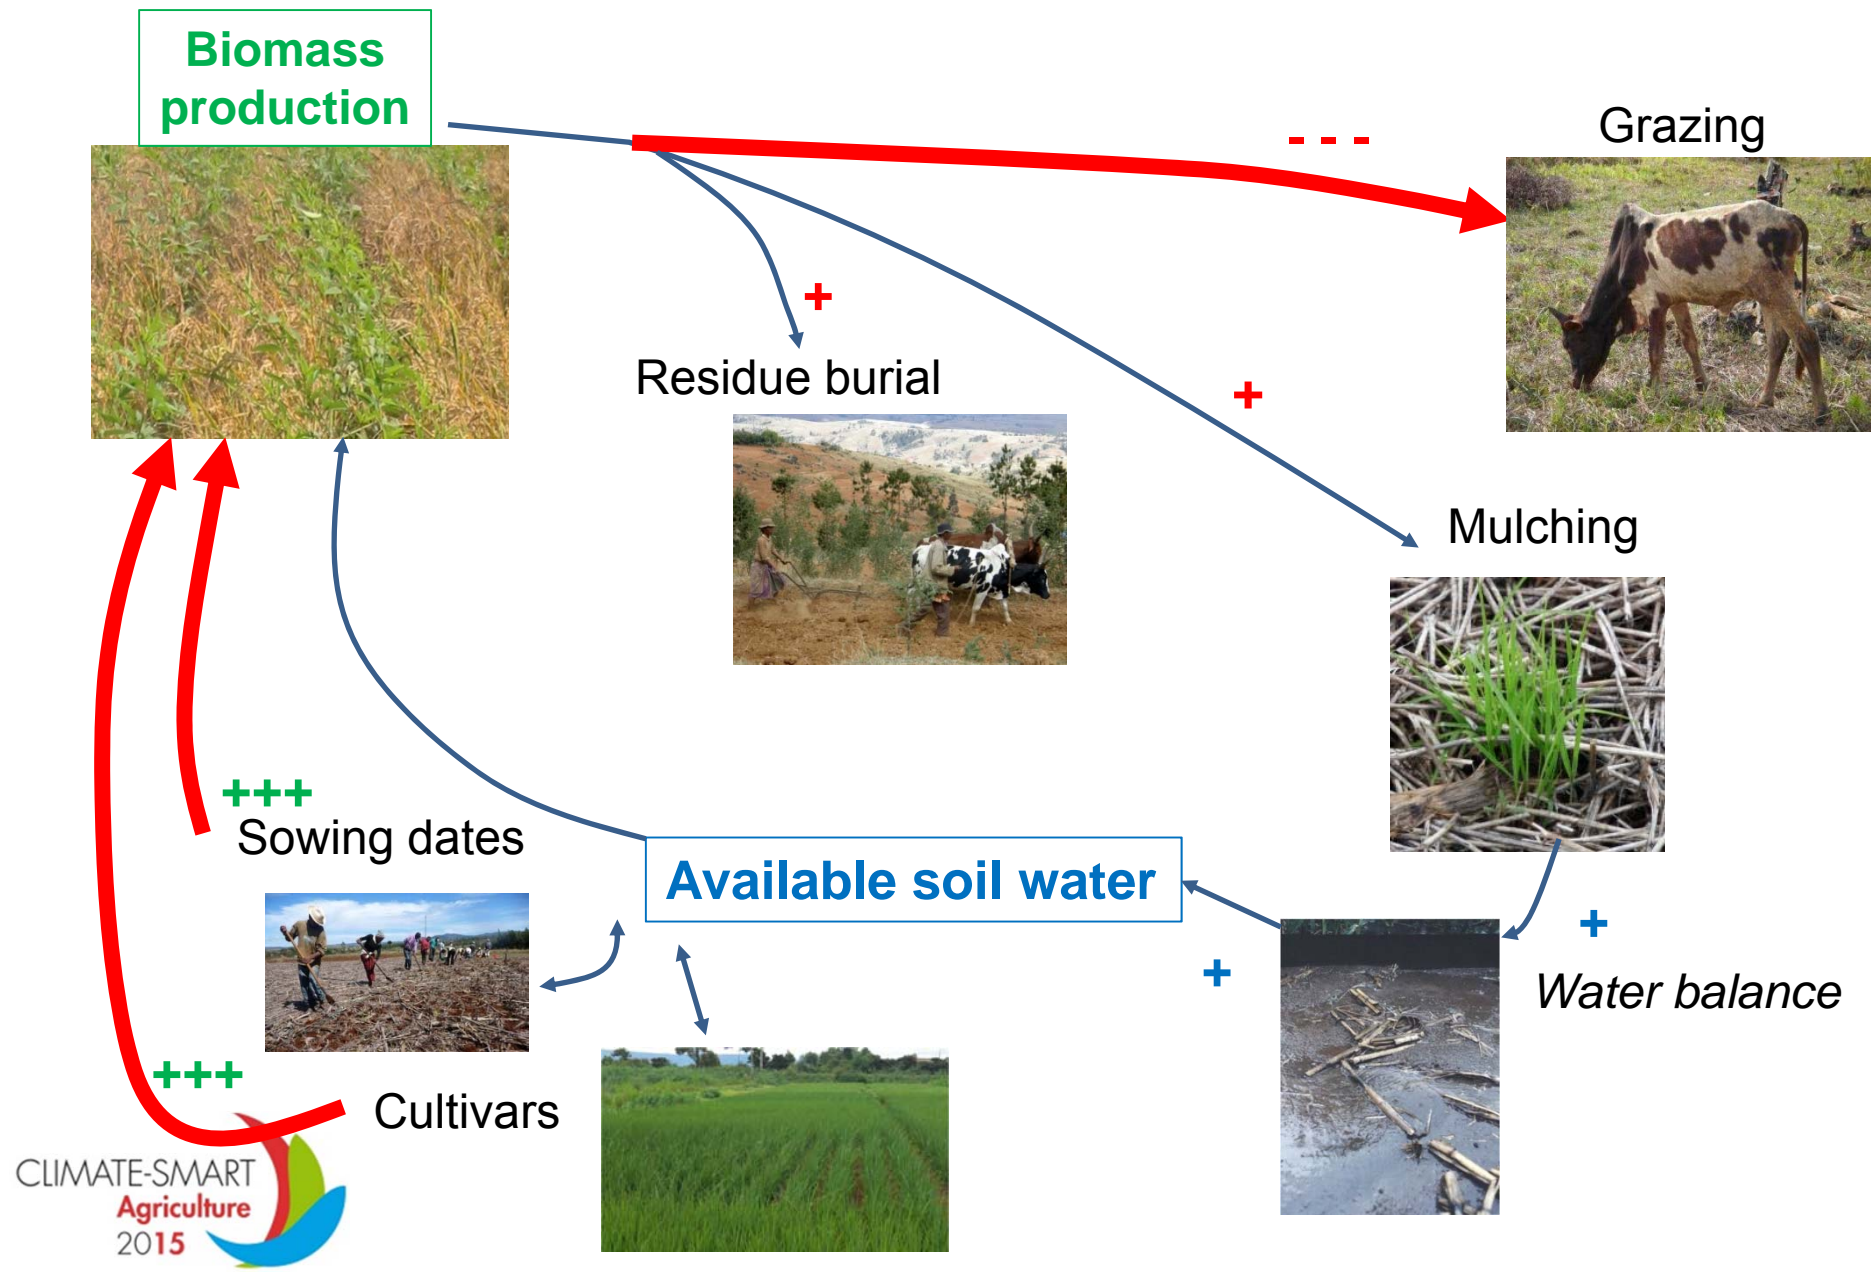 Biomass
production
- - -
Grazing
+
Residue burial
+
Mulching
+++
Sowing dates
Available soil water
+
+
Water balance
+++
Cultivars
CLIMATE-SMART
Agriculture
2015